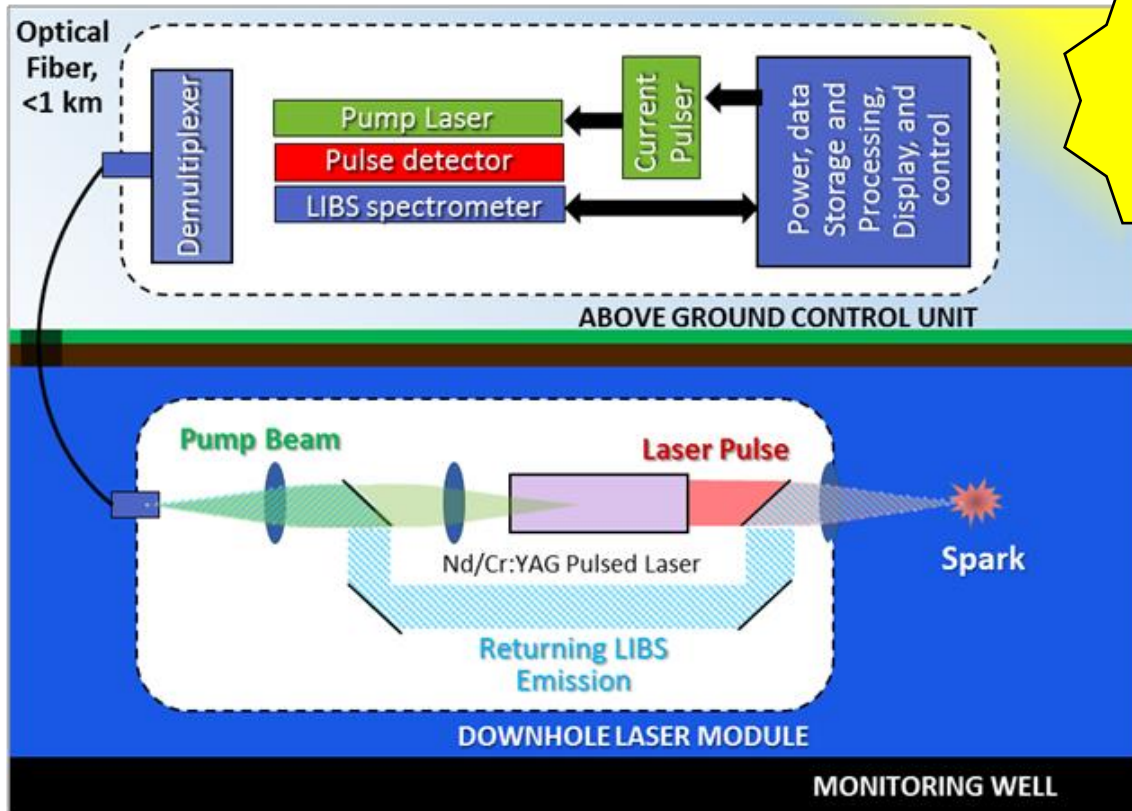 Optical
Fiber,
<1 km
Demultiplexer
Pump Laser
Pulse detector
LIBS spectrometer
Current
Pulser
Power, data
Storage and
Processing,
Display, and
control
ABOVE GROUND CONTROL UNIT
Pump Beam
Laser Pulse
Nd/Cr:YAG Pulsed Laser
Spark
Returning LIBS
Emission
DOWNHOLE LASER MODULE
MONITORING WELL